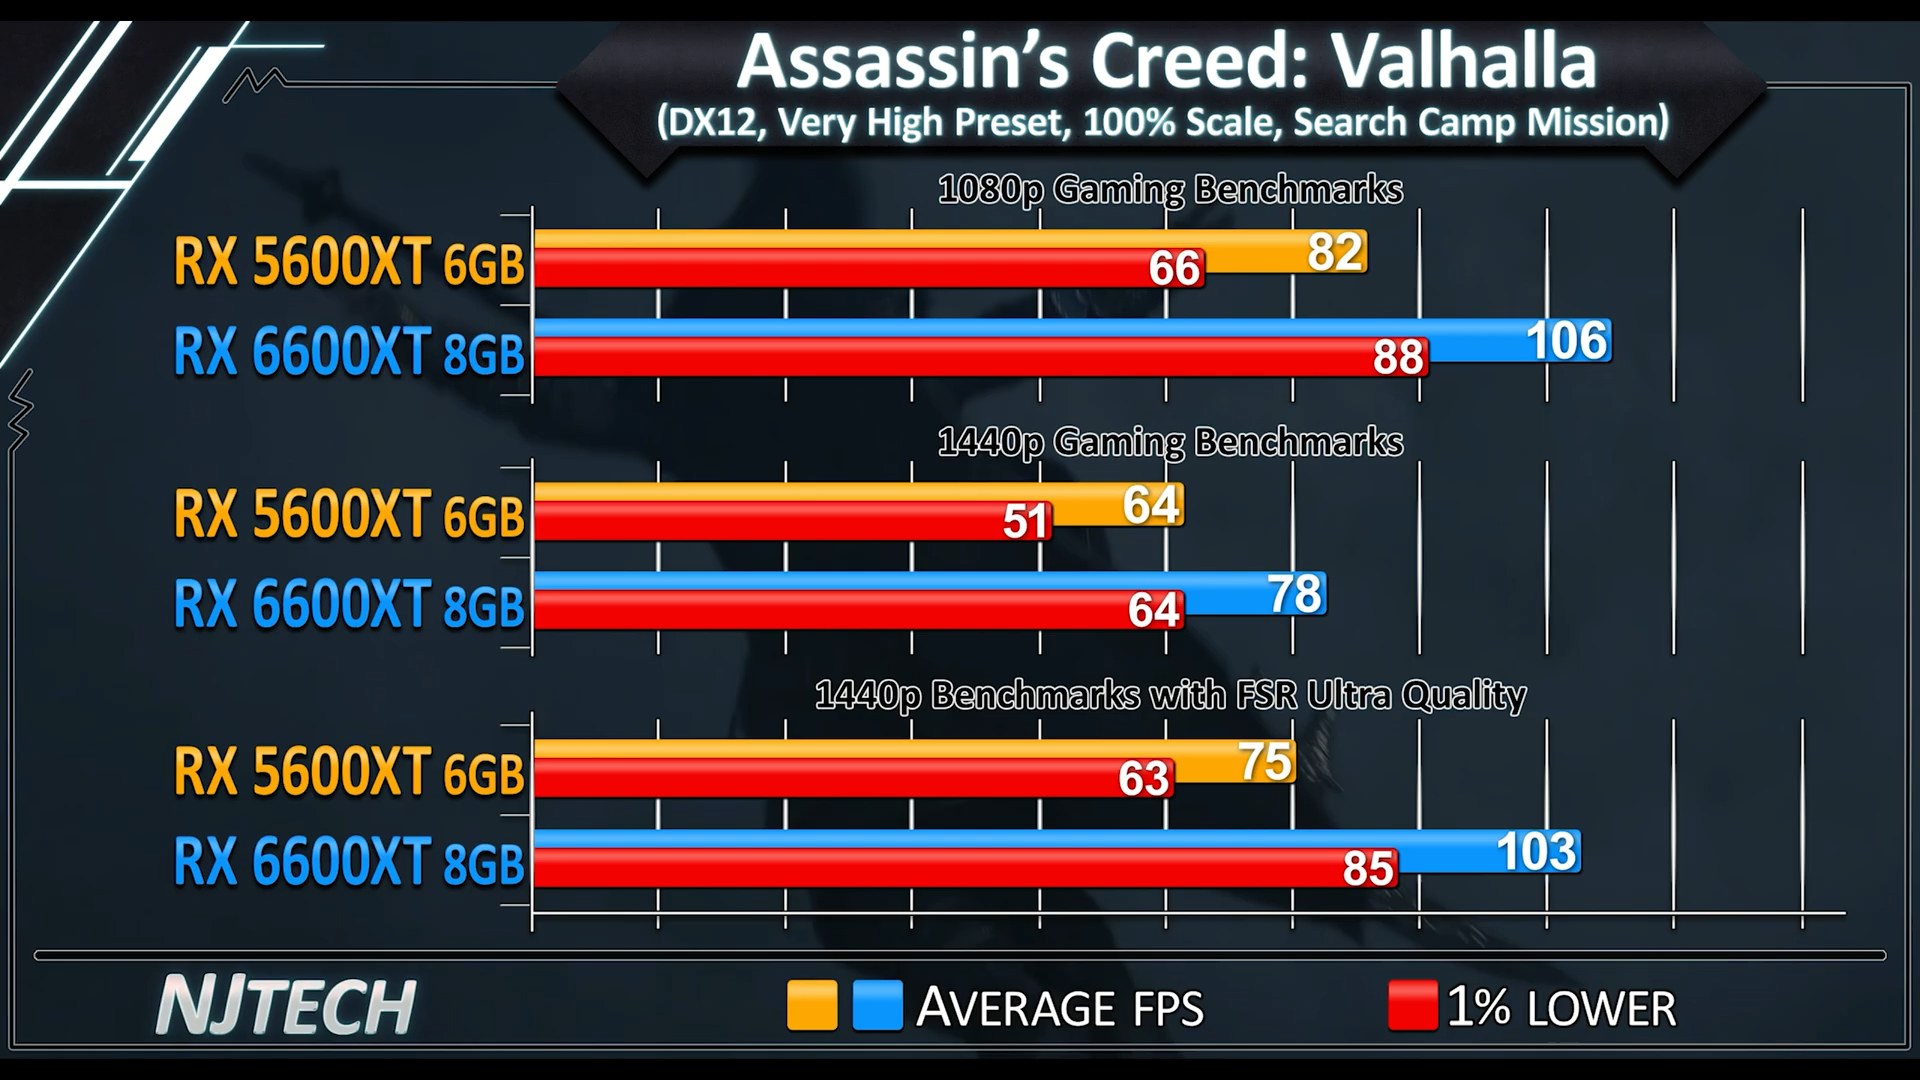 Assassin's Creed: Valhalla
(DX12, Very High Preset, 100% Scale, Search Camp Mission)
1080p Gaming Benchmarks
RX 5600XT 6GB 66 82
RX 6600XT 8GB 88 106
1440p Gaming Benchmarks
RX 5600XT 6GB 51 64
RX 6600XT 8GB 64 78
1440p Benchmarks with FSR Ultra Quality
RX 5600XT 6GB 63 75
RX 6600XT 8GB 85 103
NJTECH AVERAGE FPS 1% LOWER